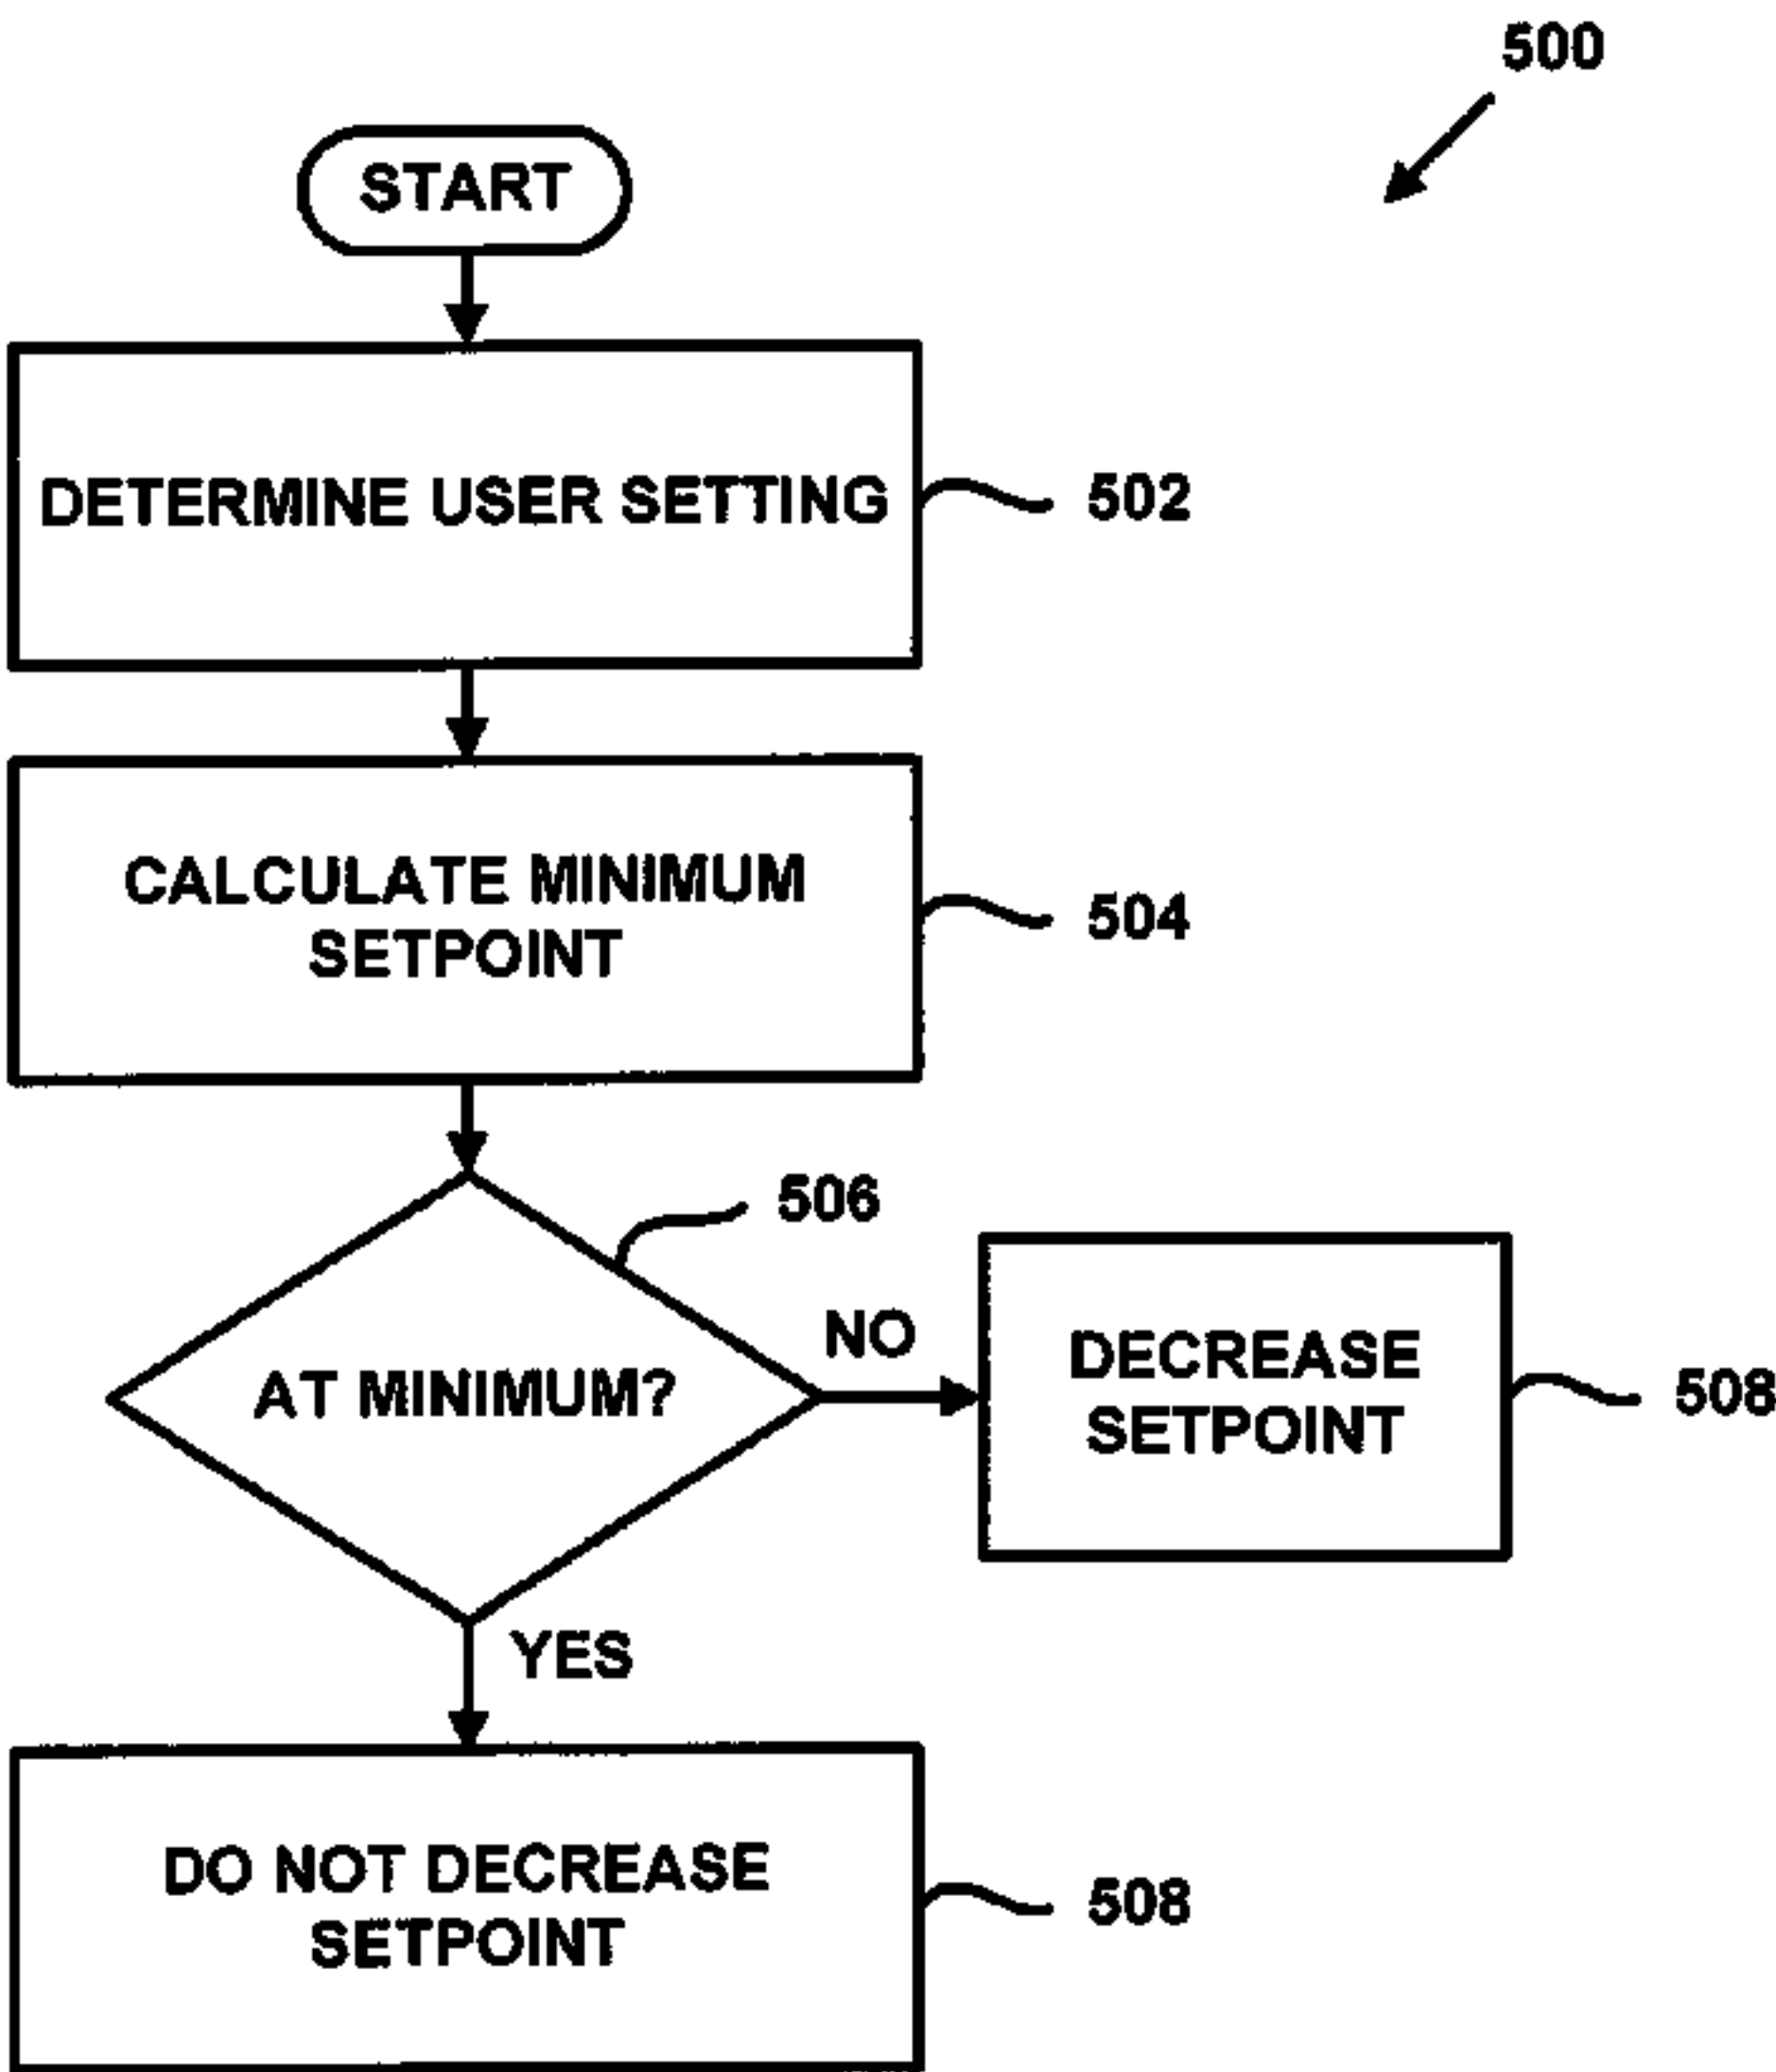 500
START
DETERMINE USER SETTING
502
CALCULATE MINIMUM
SETPOINT
504
506
AT MINIMUM?
NO
DECREASE
SETPOINT
508
YES
DO NOT DECREASE
SETPOINT
508